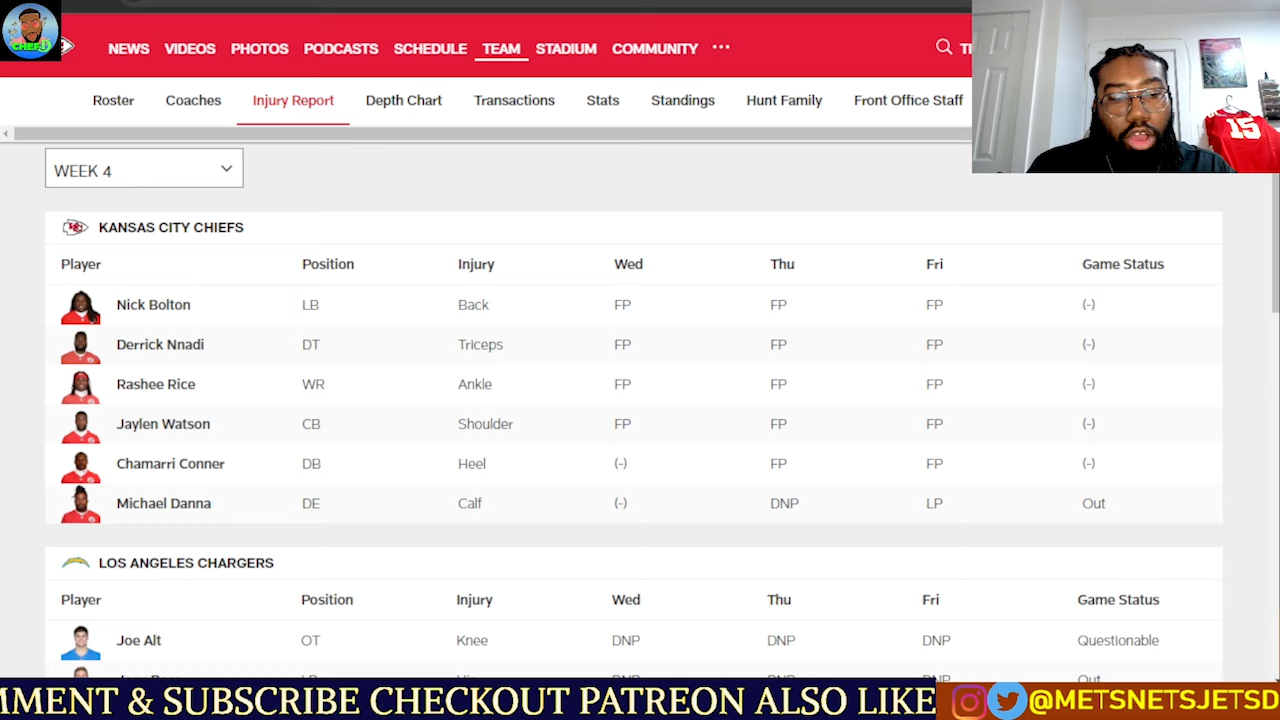 CHEF
NEWS VIDEOS PHOTOS PODCASTS SCHEDULE TEAM STADIUM COMMUNITY ... TI
Roster Coaches Injury Report Depth Chart Transactions Stats Standings Hunt Family Front Office Staff
15
WEEK 4
KANSAS CITY CHIEFS
Player Position Injury Wed Thu Fri Game Status
Nick Bolton LB Back FP FP FP (-)
Derrick Nnadi DT Triceps FP FP FP (-)
Rashee Rice WR Ankle FP FP FP (-)
Jaylen Watson CB Shoulder FP FP FP (-)
Chamarri Conner DB Heel (-) FP FP (-)
Michael Danna DE Calf (-) DNP LP Out
LOS ANGELES CHARGERS
Player Position Injury Wed Thu Fri Game Status
Joe Alt OT Knee DNP DNP DNP Questionable
MMENT & SUBSCRIBE CHECKOUT PATREON ALSO LIKE @METSNETSJETSD